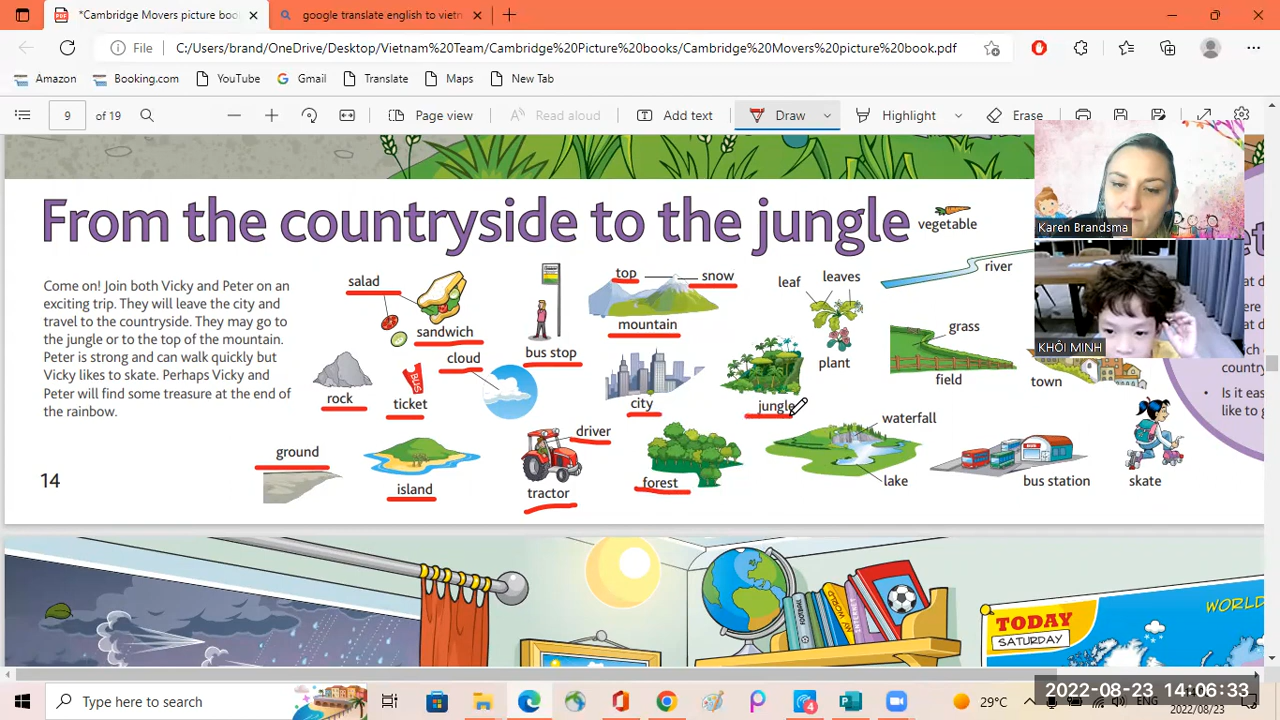 *Cambridge Movers picture boo
google translate english to vietn
File
C:/Users/brand/OneDrive/Desktop/Vietnam%20Team/Cambridge%20Picture%20books/Cambridge%20Movers%20picture%20book.pdf
Amazon
Booking.com
YouTube
Gmail
Translate
Maps
New Tab
9 of 19
Page view
Read aloud
Add text
Draw
Highlight
Erase
Karen Brandsma
KHÔI MINH
From the countryside to the jungle
vegetable
Come on! Join both Vicky and Peter on an
exciting trip. They will leave the city and
travel to the countryside. They may go to
the jungle or to the top of the mountain.
Peter is strong and can walk quickly but
Vicky likes to skate. Perhaps Vicky and
Peter will find some treasure at the end of
the rainbow.
14
salad
sandwich
bus stop
top
snow
mountain
leaf
leaves
plant
river
grass
field
town
rock
ticket
cloud
city
jungle
ground
island
driver
tractor
forest
waterfall
lake
bus station
skate
count
Is it eas
like to g
FOOTBALL
MY WORLD
INTERNET
TODAY
SATURDAY
WORLD
Type here to search
4
29°C
ENG
2022-08-23 14:06:33
2022/08/23